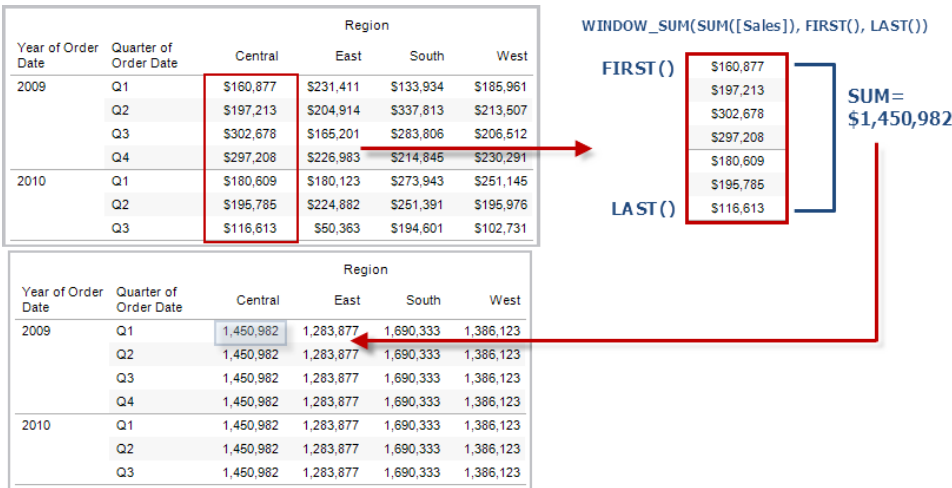 Region
Year of Order Date Quarter of Order Date Central East South West
2009 Q1 $160,877 $231,411 $133,934 $185,961
Q2 $197,213 $204,914 $337,813 $213,507
Q3 $302,678 $165,201 $283,806 $206,512
Q4 $297,208 $226,983 $214,845 $230,291
2010 Q1 $180,609 $180,123 $273,943 $251,145
Q2 $195,785 $224,882 $251,391 $195,976
Q3 $116,613 $50,363 $194,601 $102,731
WINDOW_SUM(SUM([Sales]), FIRST(), LAST())
FIRST() $160,877
$197,213
$302,678
$297,208
$180,609
$195,785
LAST() $116,613
SUM=
$1,450,982
Region
Year of Order Date Quarter of Order Date Central East South West
2009 Q1 1,450,982 1,283,877 1,690,333 1,386,123
Q2 1,450,982 1,283,877 1,690,333 1,386,123
Q3 1,450,982 1,283,877 1,690,333 1,386,123
Q4 1,450,982 1,283,877 1,690,333 1,386,123
2010 Q1 1,450,982 1,283,877 1,690,333 1,386,123
Q2 1,450,982 1,283,877 1,690,333 1,386,123
Q3 1,450,982 1,283,877 1,690,333 1,386,123